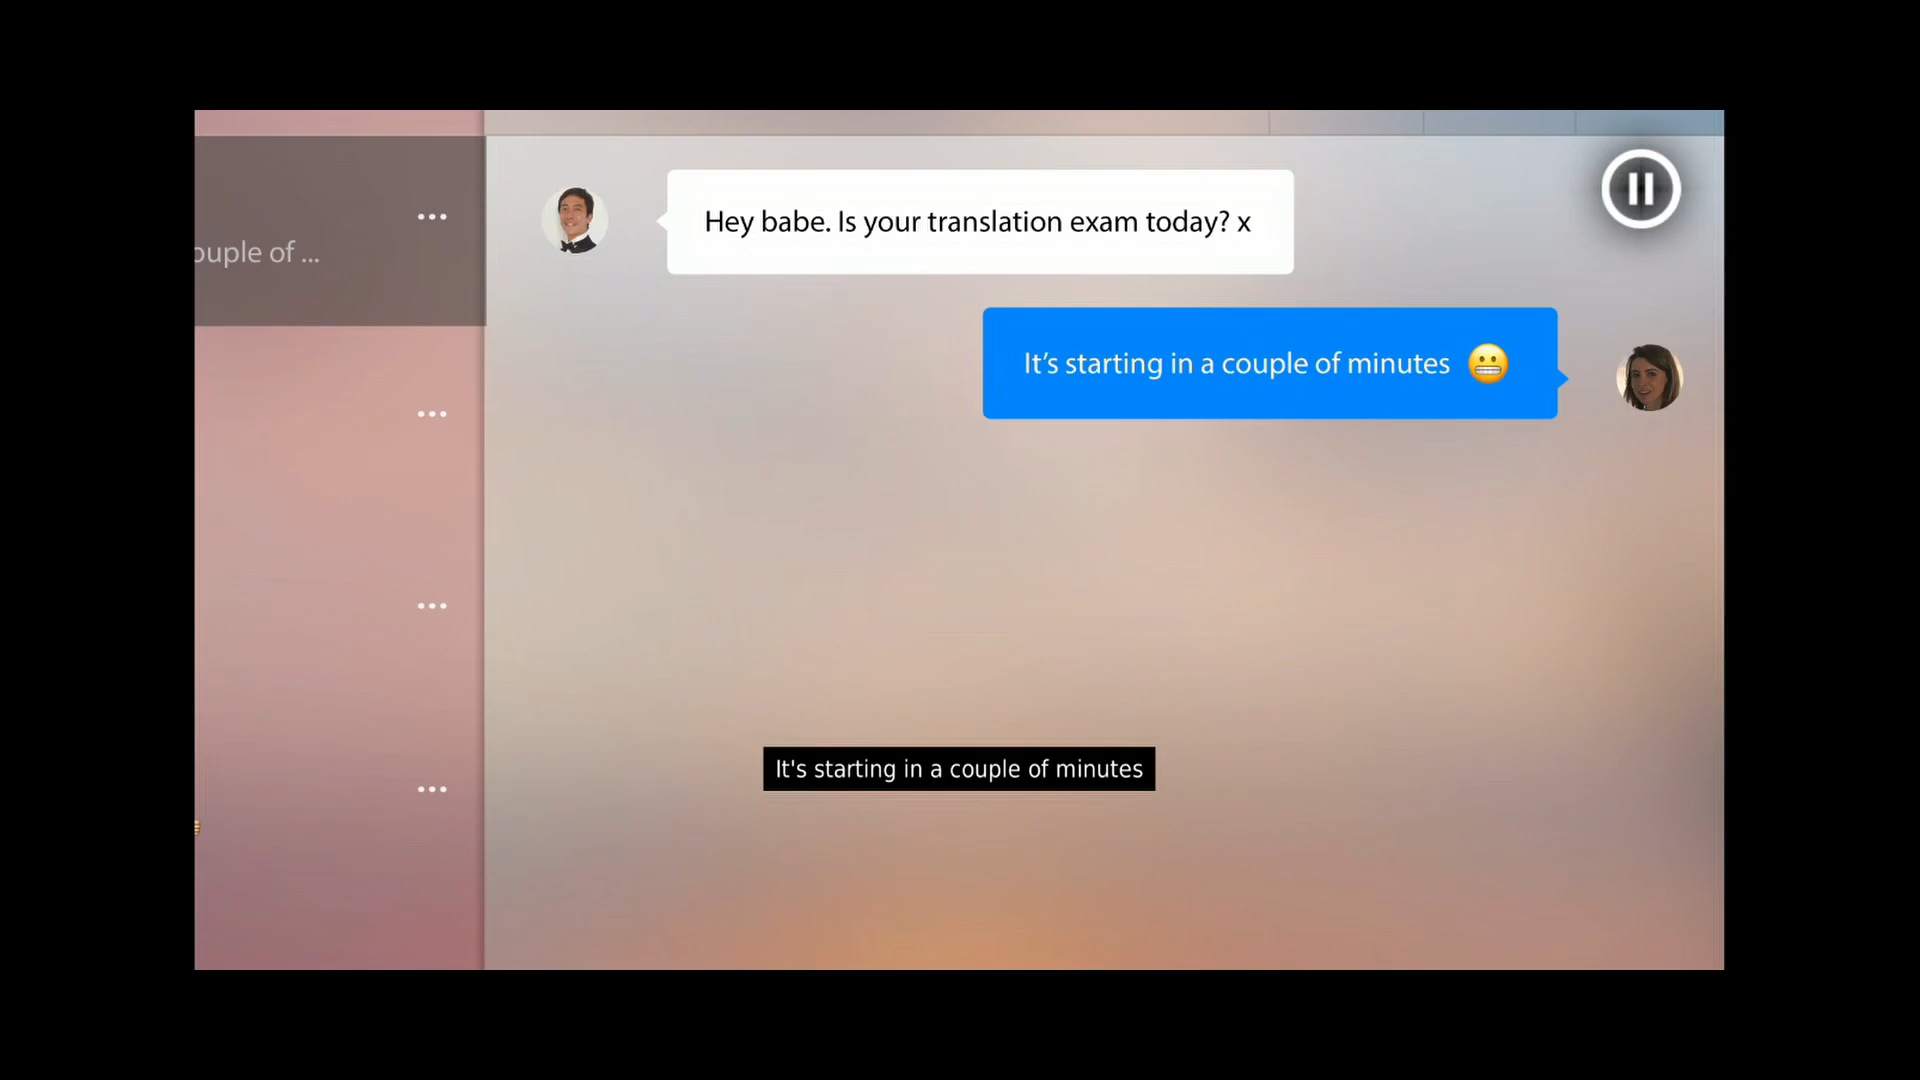 Hey babe. Is your translation exam today? x
ouple of ...
It’s starting in a couple of minutes 😬
It's starting in a couple of minutes